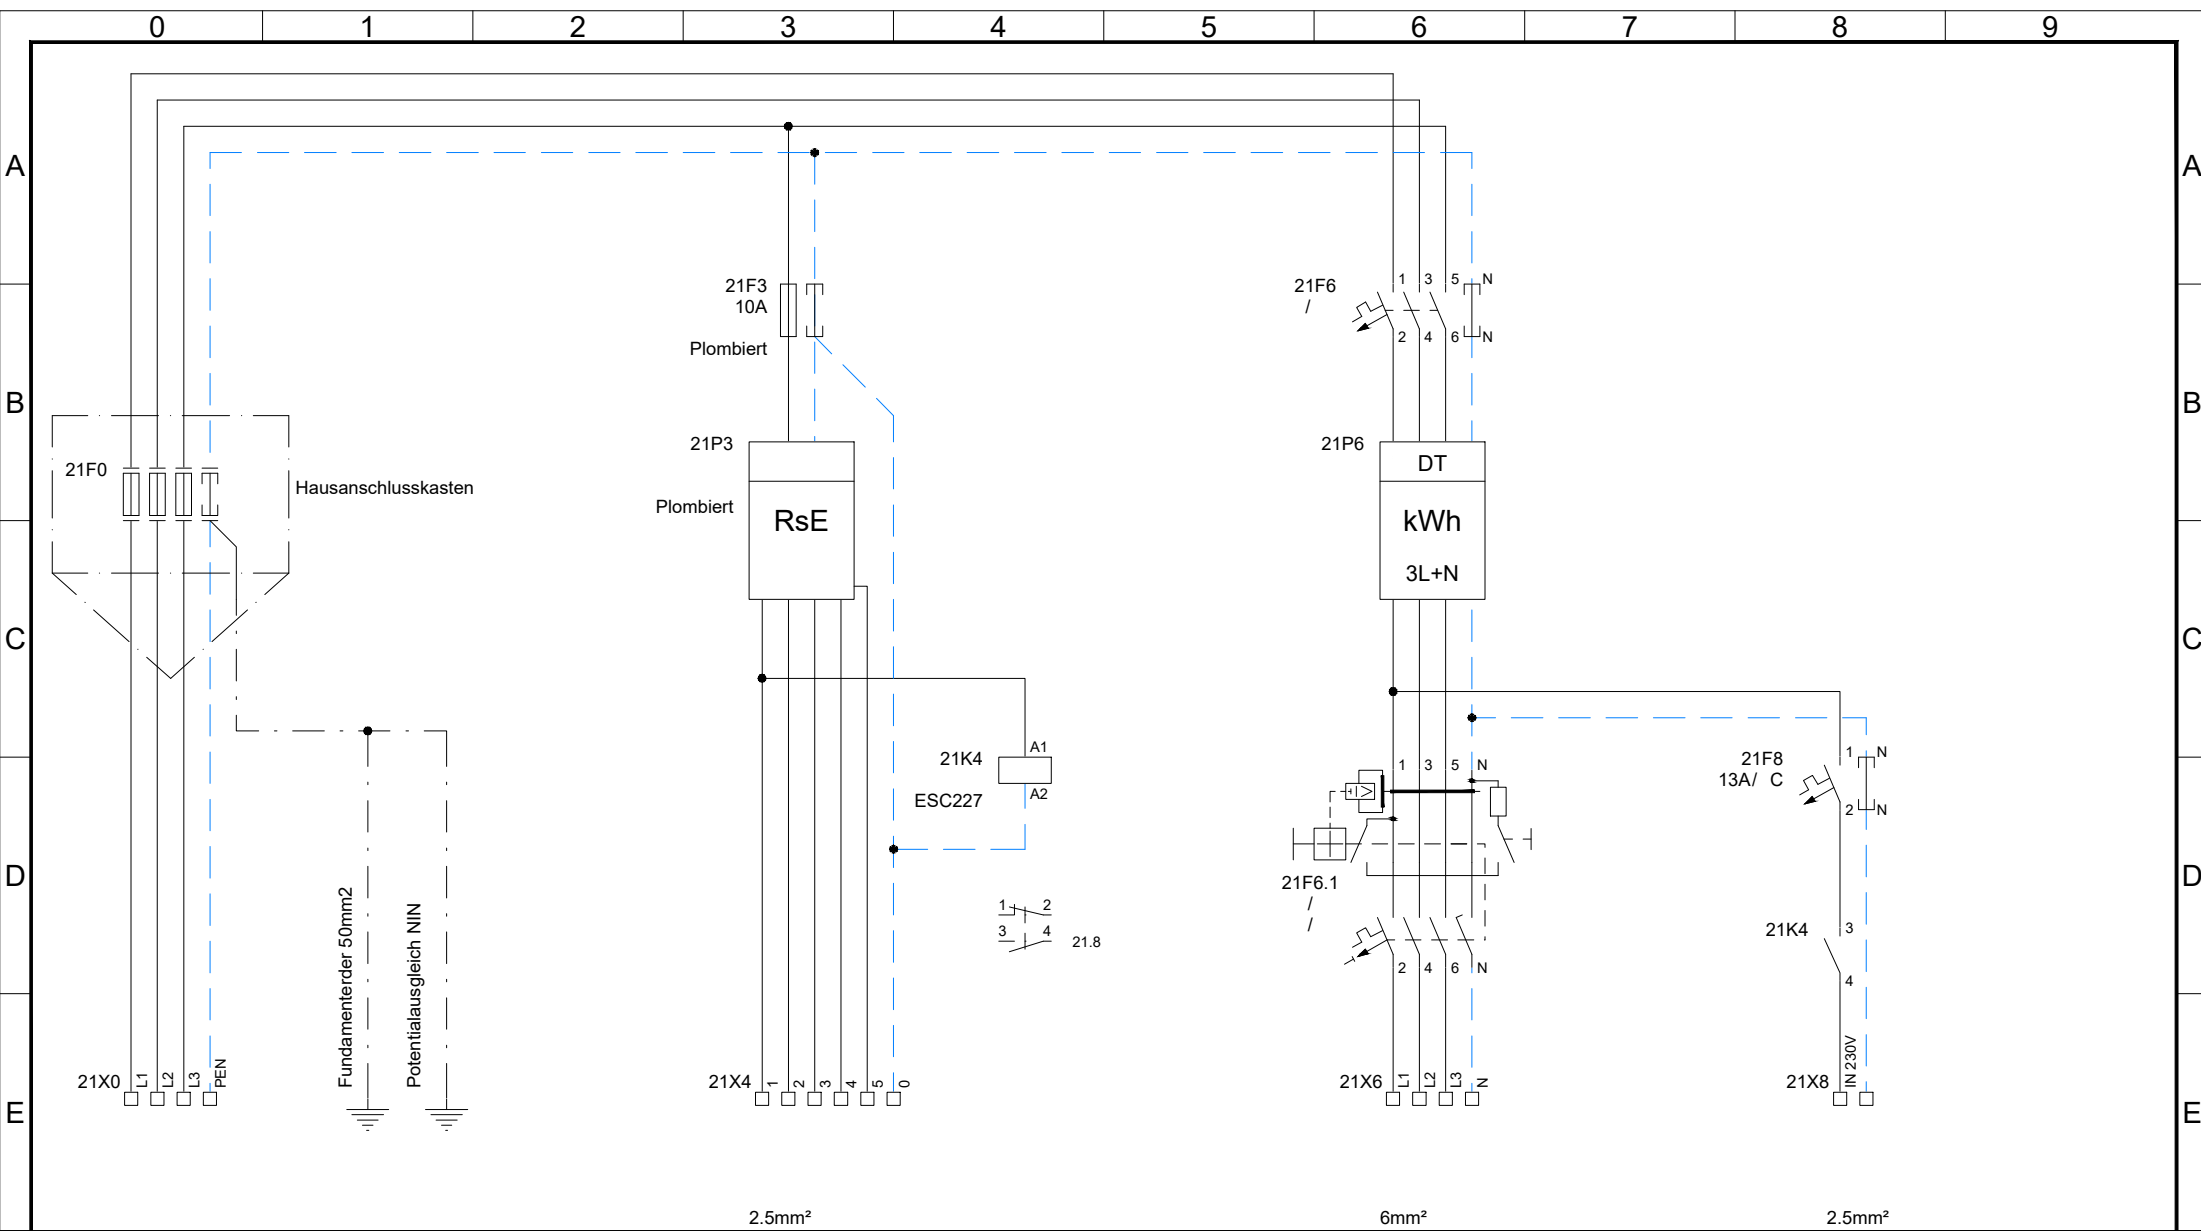 0 1 2 3 4 5 6 7 8 9
A A
21F3
10A
Plombiert
21F6
/
1 3 5 N
2 4 6 N
B B
21F0
Hausanschlusskasten
21P3
Plombiert
RsE
21P6
DT
kWh
3L+N
C C
21K4
A1
A2
ESC227
1 3 5 N
21F8
13A/ C
1 N
2 N
D D
21F6.1
/
/
1 2
3 4
21.8
2 4 6 N
21K4
3
4
Fundamenterder 50mm2
Potentialausgleich NIN
21X0 L1 L2 L3 PEN
21X4 1 2 3 4 5 0
21X6 L1 L2 L3 N
21X8 IN 230V
E E
2.5mm²
6mm²
2.5mm²